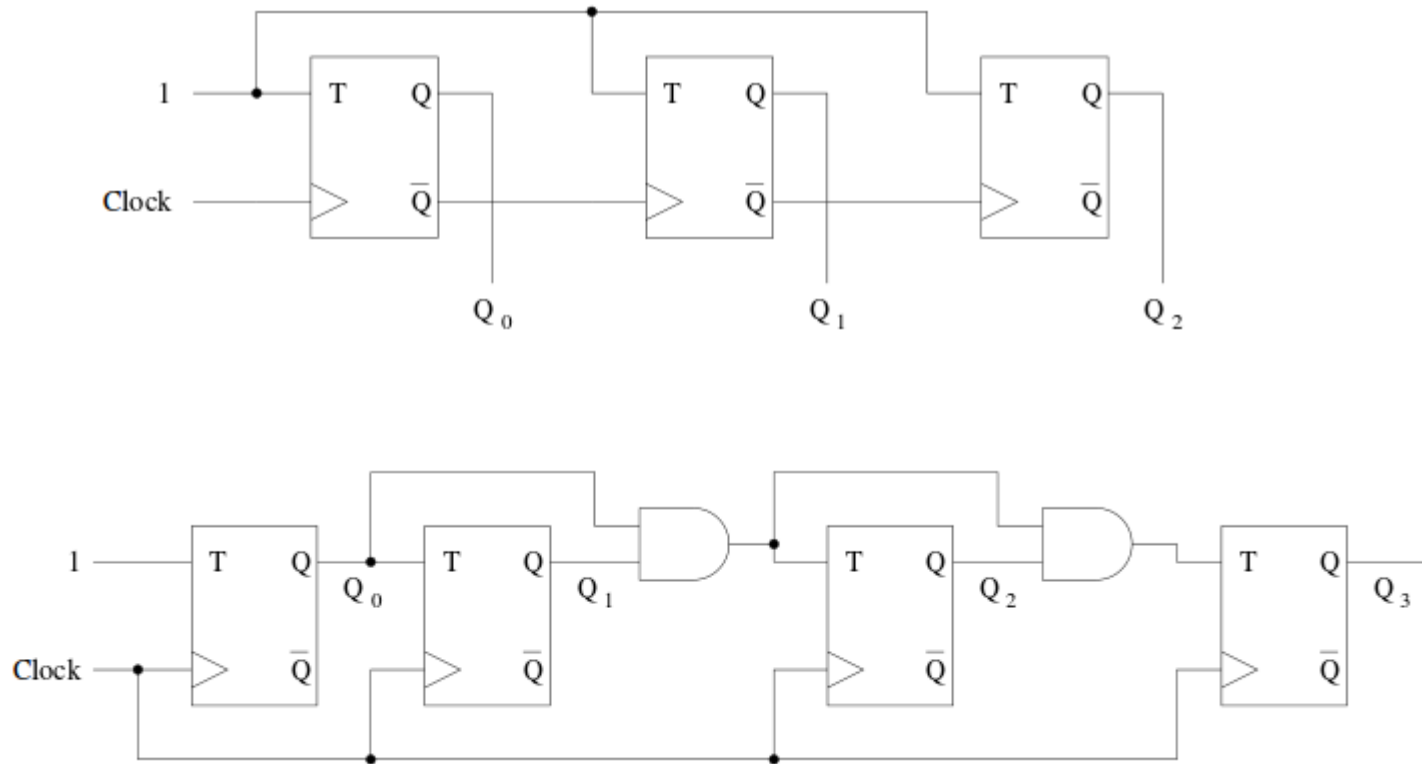 1 T Q T Q T Q
Clock Q̅ Q̅ Q̅
Q₀ Q₁ Q₂
1 T Q T Q T Q T Q
Q₀ Q₁ Q₂ Q₃
Clock Q̅ Q̅ Q̅ Q̅